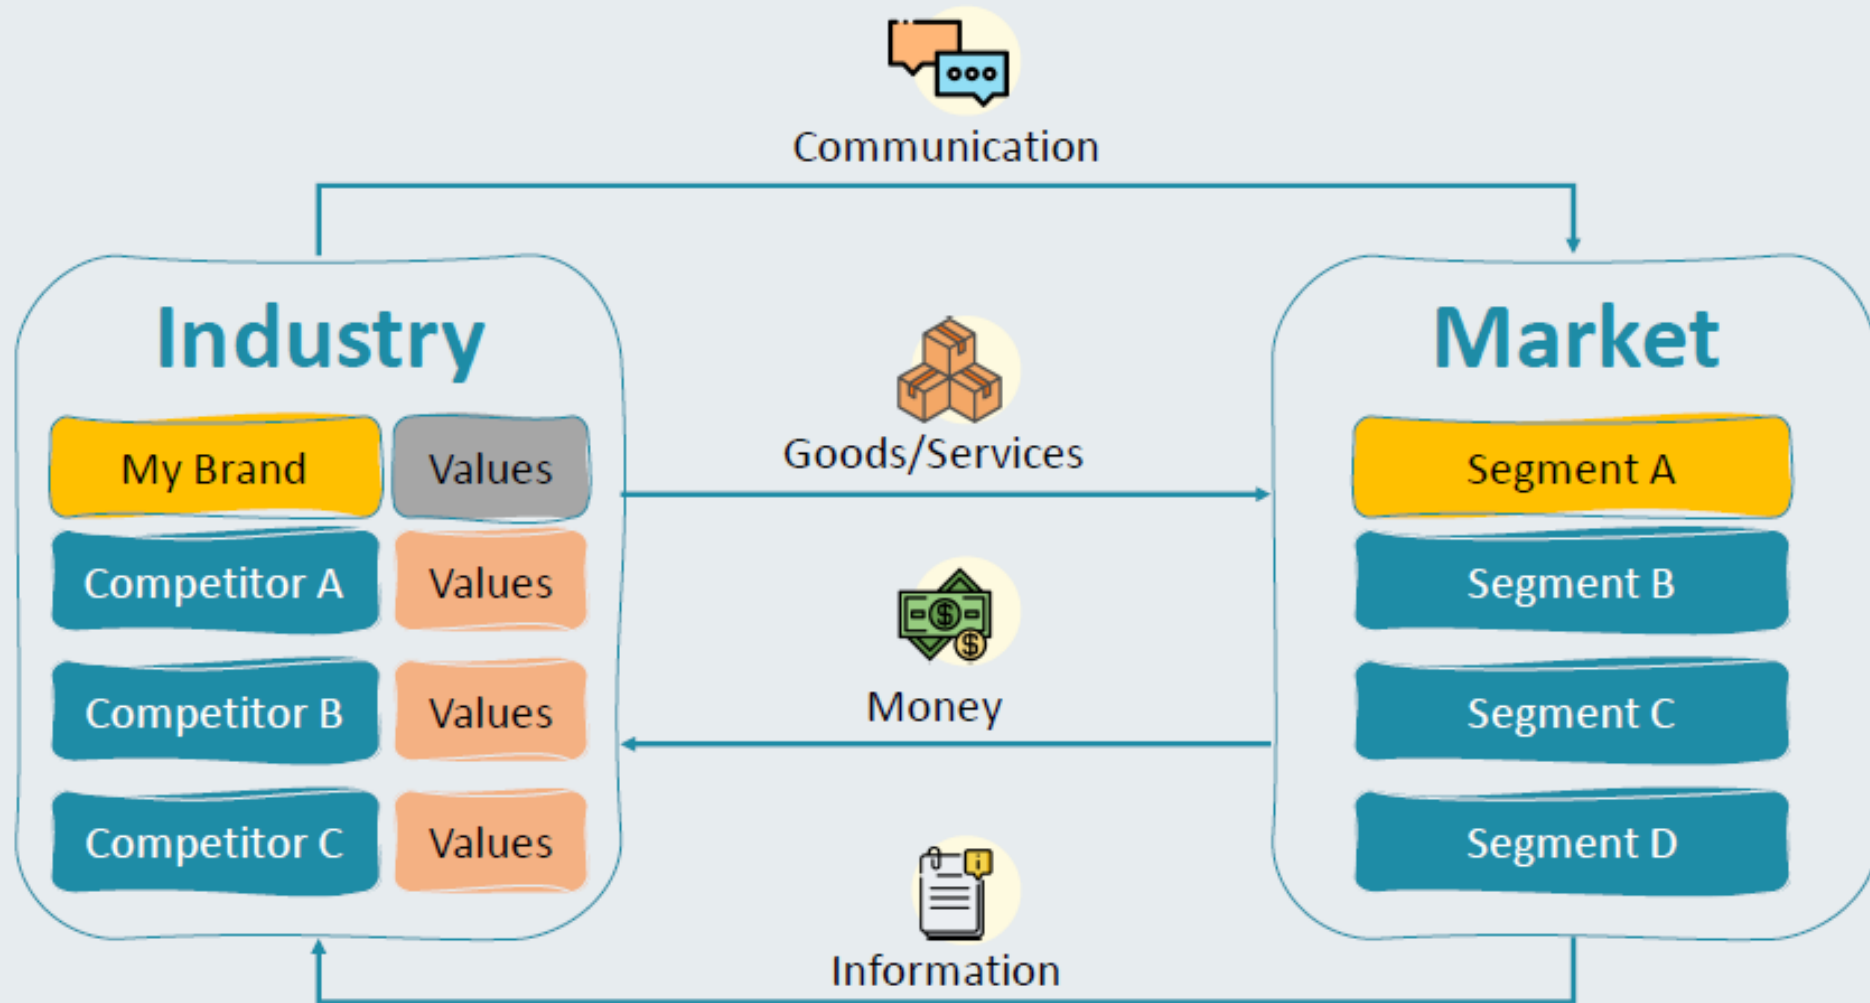 Communication
Industry
Market
Goods/Services
My Brand
Values
Segment A
Competitor A
Values
Segment B
Competitor B
Values
Money
Segment C
Competitor C
Values
Segment D
Information